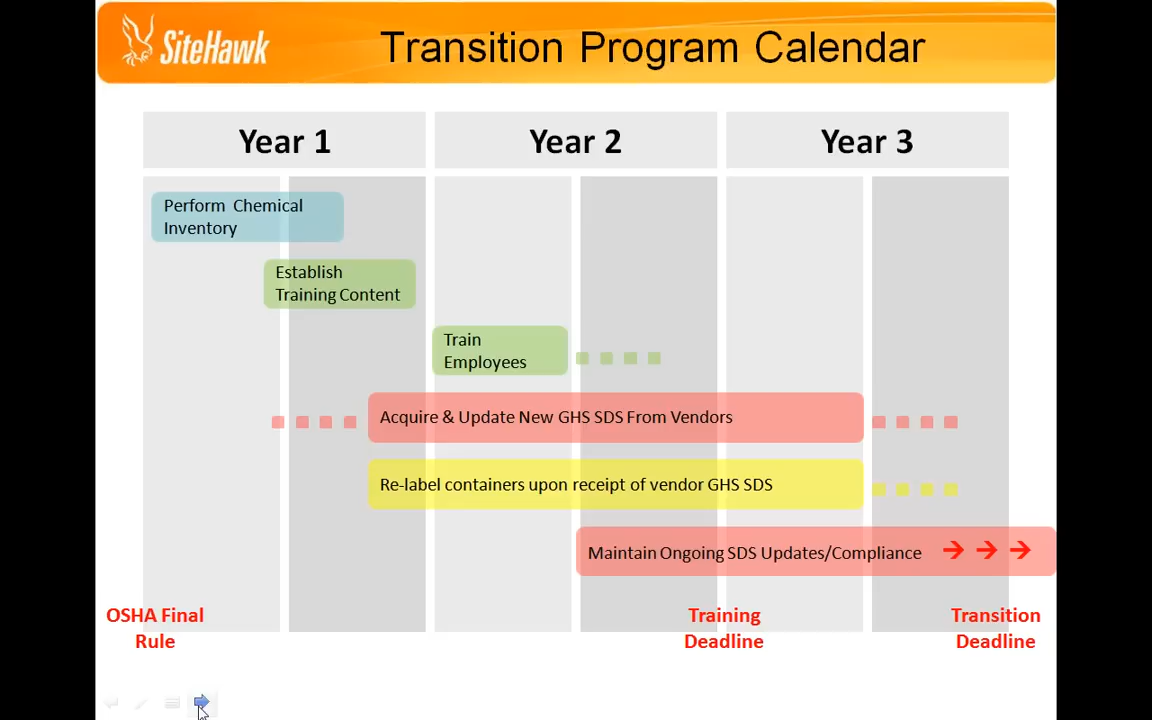 SiteHawk
Transition Program Calendar
Year 1
Year 2
Year 3
Perform Chemical
Inventory
Establish
Training Content
Train
Employees
Acquire & Update New GHS SDS From Vendors
Re-label containers upon receipt of vendor GHS SDS
Maintain Ongoing SDS Updates/Compliance
OSHA Final
Rule
Training
Deadline
Transition
Deadline